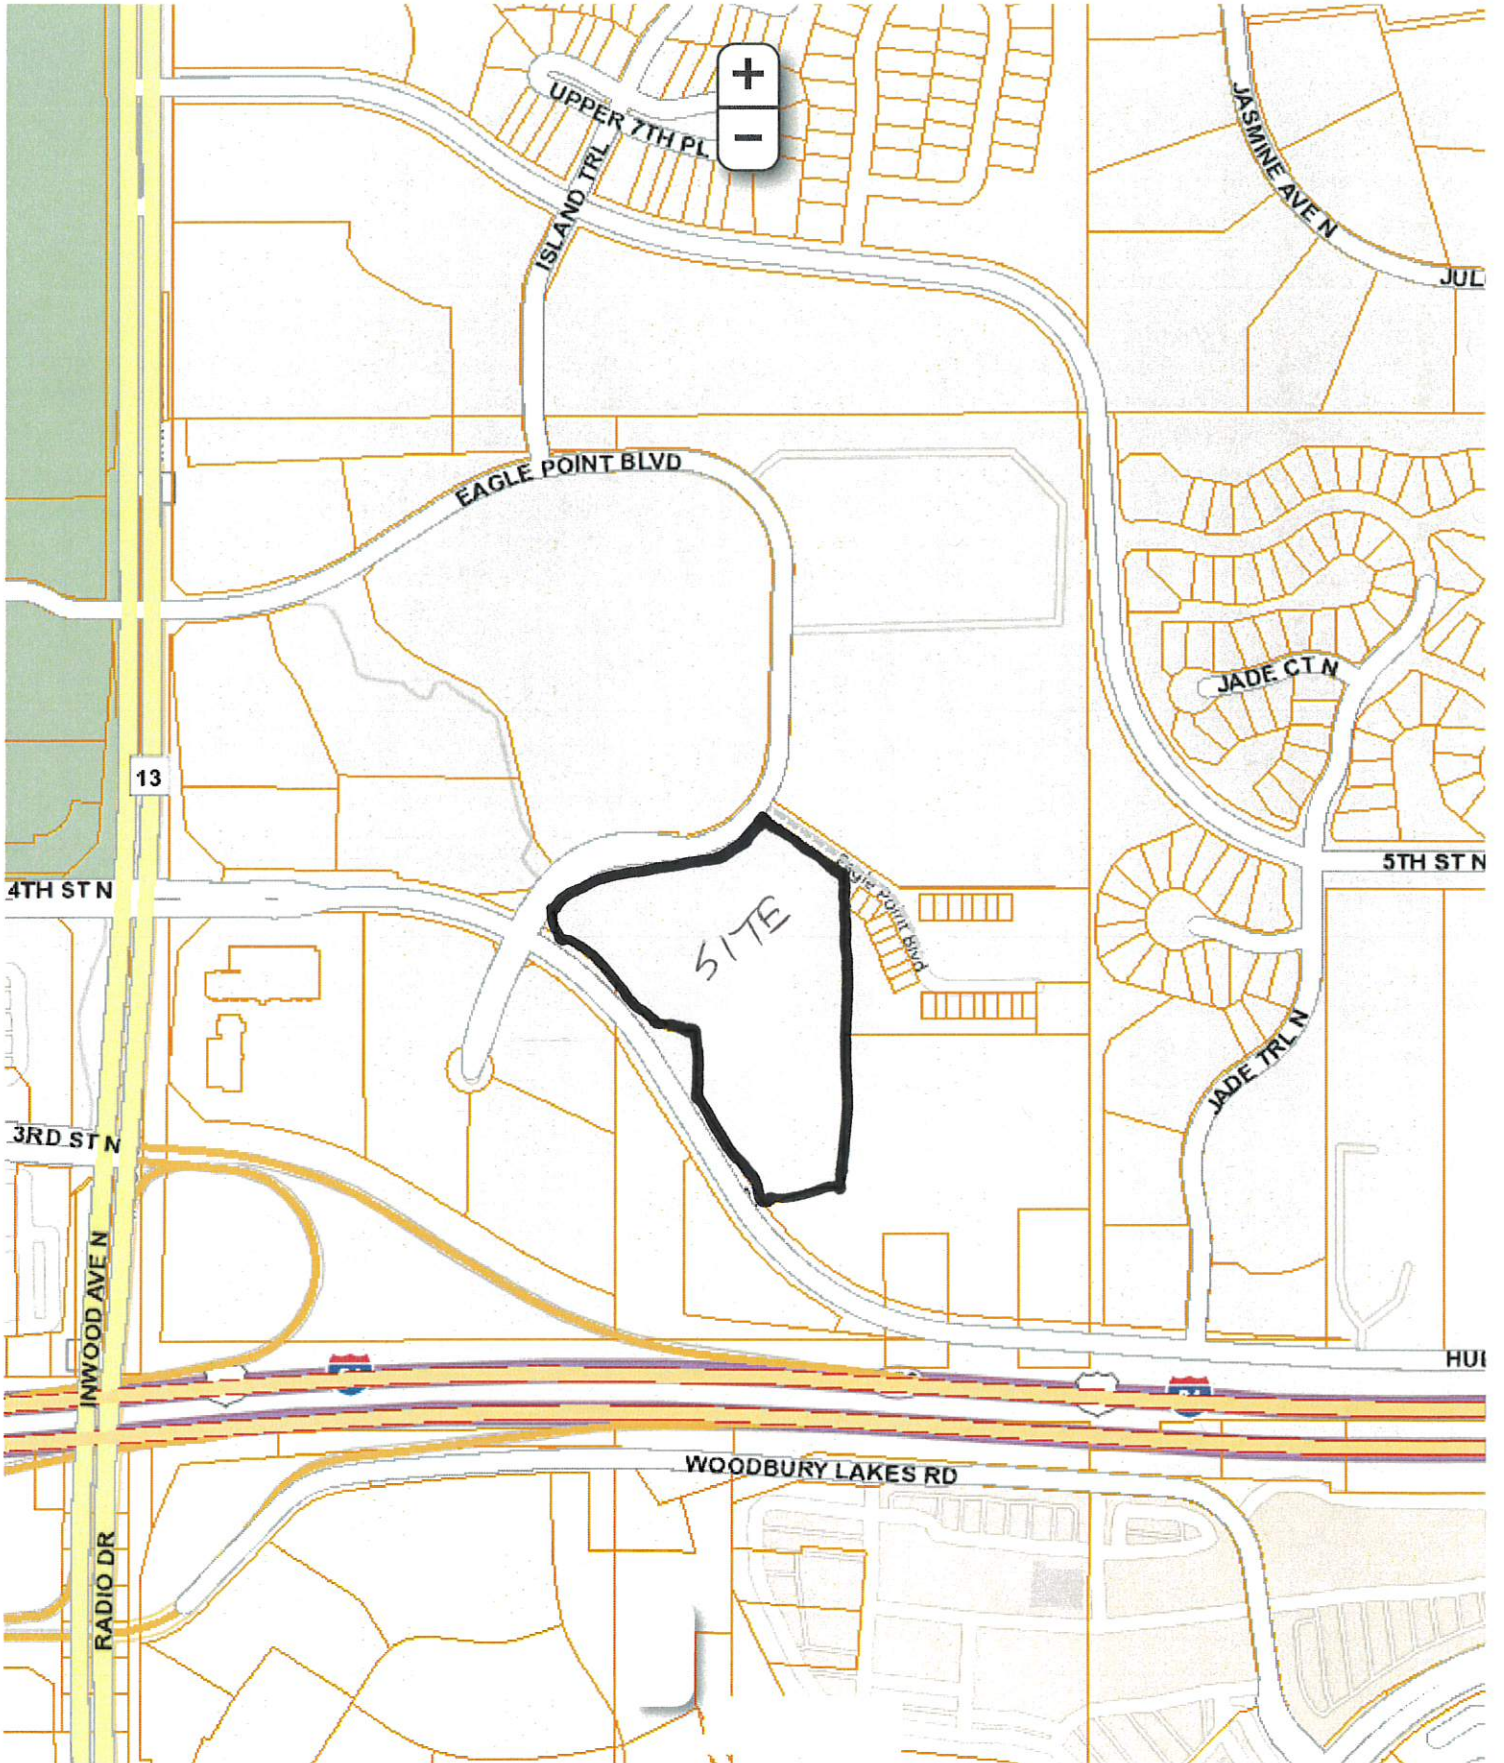 +
−
UPPER 7TH PL
JASMINE AVE N
ISLAND TRL
EAGLE POINT BLVD
JADE CT N
13
5TH ST N
4TH ST N
Eagle Point Blvd
SITE
JADE TRL N
3RD ST N
INWOOD AVE N
WOODBURY LAKES RD
RADIO DR